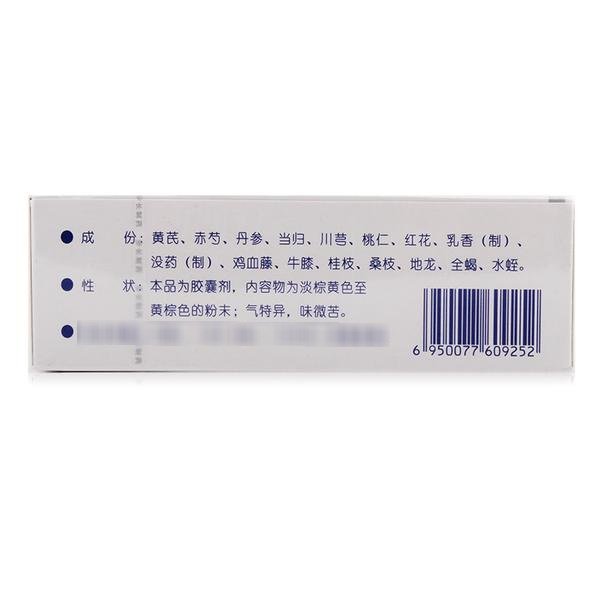 ● 成 份：黄芪、赤芍、丹参、当归、川芎、桃仁、红花、乳香（制）、
没药（制）、鸡血藤、牛膝、桂枝、桑枝、地龙、全蝎、水蛭。
● 性 状：本品为胶囊剂，内容物为淡棕黄色至
黄棕色的粉末；气特异，味微苦。
6 950077 609252